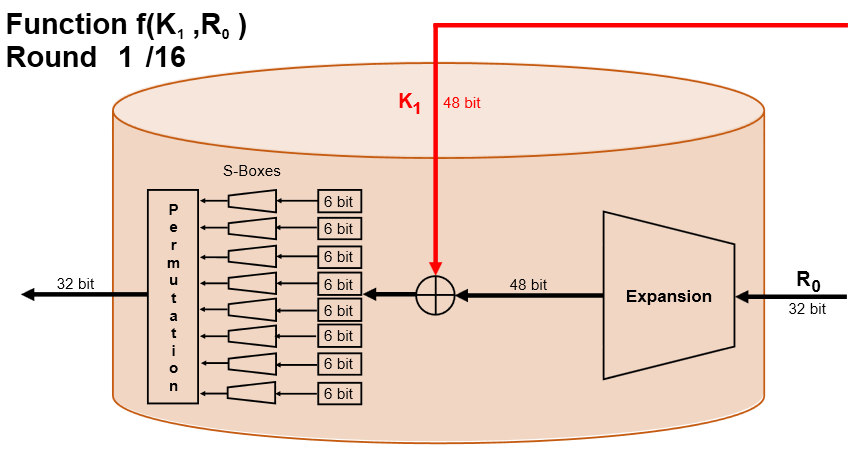 Function f(K₁ ,R₀ )
Round 1 /16
K₁ 48 bit
S-Boxes
Permutation
6 bit
6 bit
6 bit
6 bit
6 bit
6 bit
6 bit
6 bit
32 bit
48 bit
Expansion
R₀
32 bit